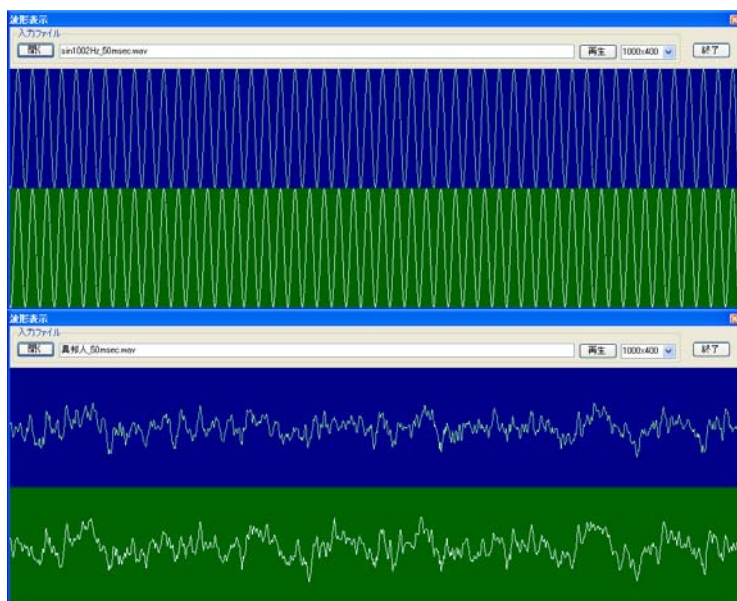 波形表示
入力ファイル
開く sin1002Hz_50msec.wav 再生 1000x400 終了
波形表示
入力ファイル
開く 異邦人_50msec.wav 再生 1000x400 終了